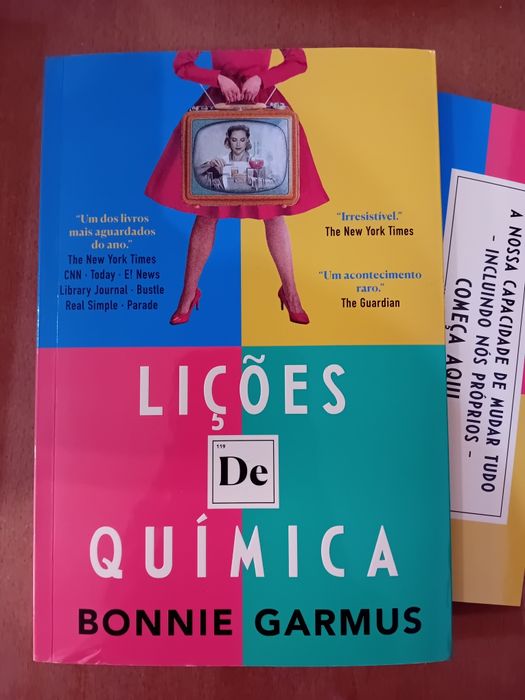 “Um dos livros
mais aguardados
do ano.”
The New York Times
CNN · Today · E! News
Library Journal · Bustle
Real Simple · Parade
“Irresistível.”
The New York Times
“Um acontecimento
raro.”
The Guardian
LIÇÕES
119
De
QUÍMICA
BONNIE GARMUS
A NOSSA CAPACIDADE DE MUDAR TUDO
- INCLUINDO NÓS PRÓPRIOS -
COMEÇA AQUI